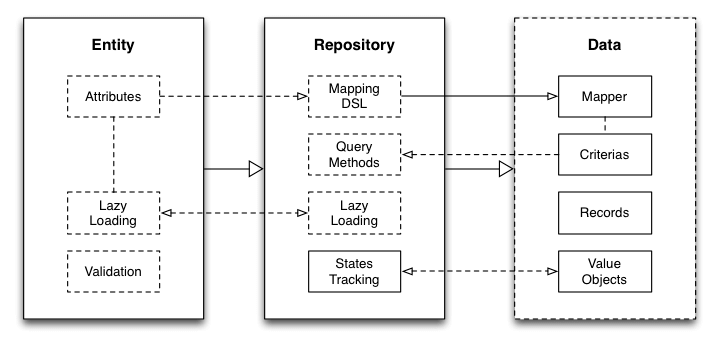 Entity
Attributes
Lazy
Loading
Validation
Repository
Mapping
DSL
Query
Methods
Lazy
Loading
States
Tracking
Data
Mapper
Criterias
Records
Value
Objects